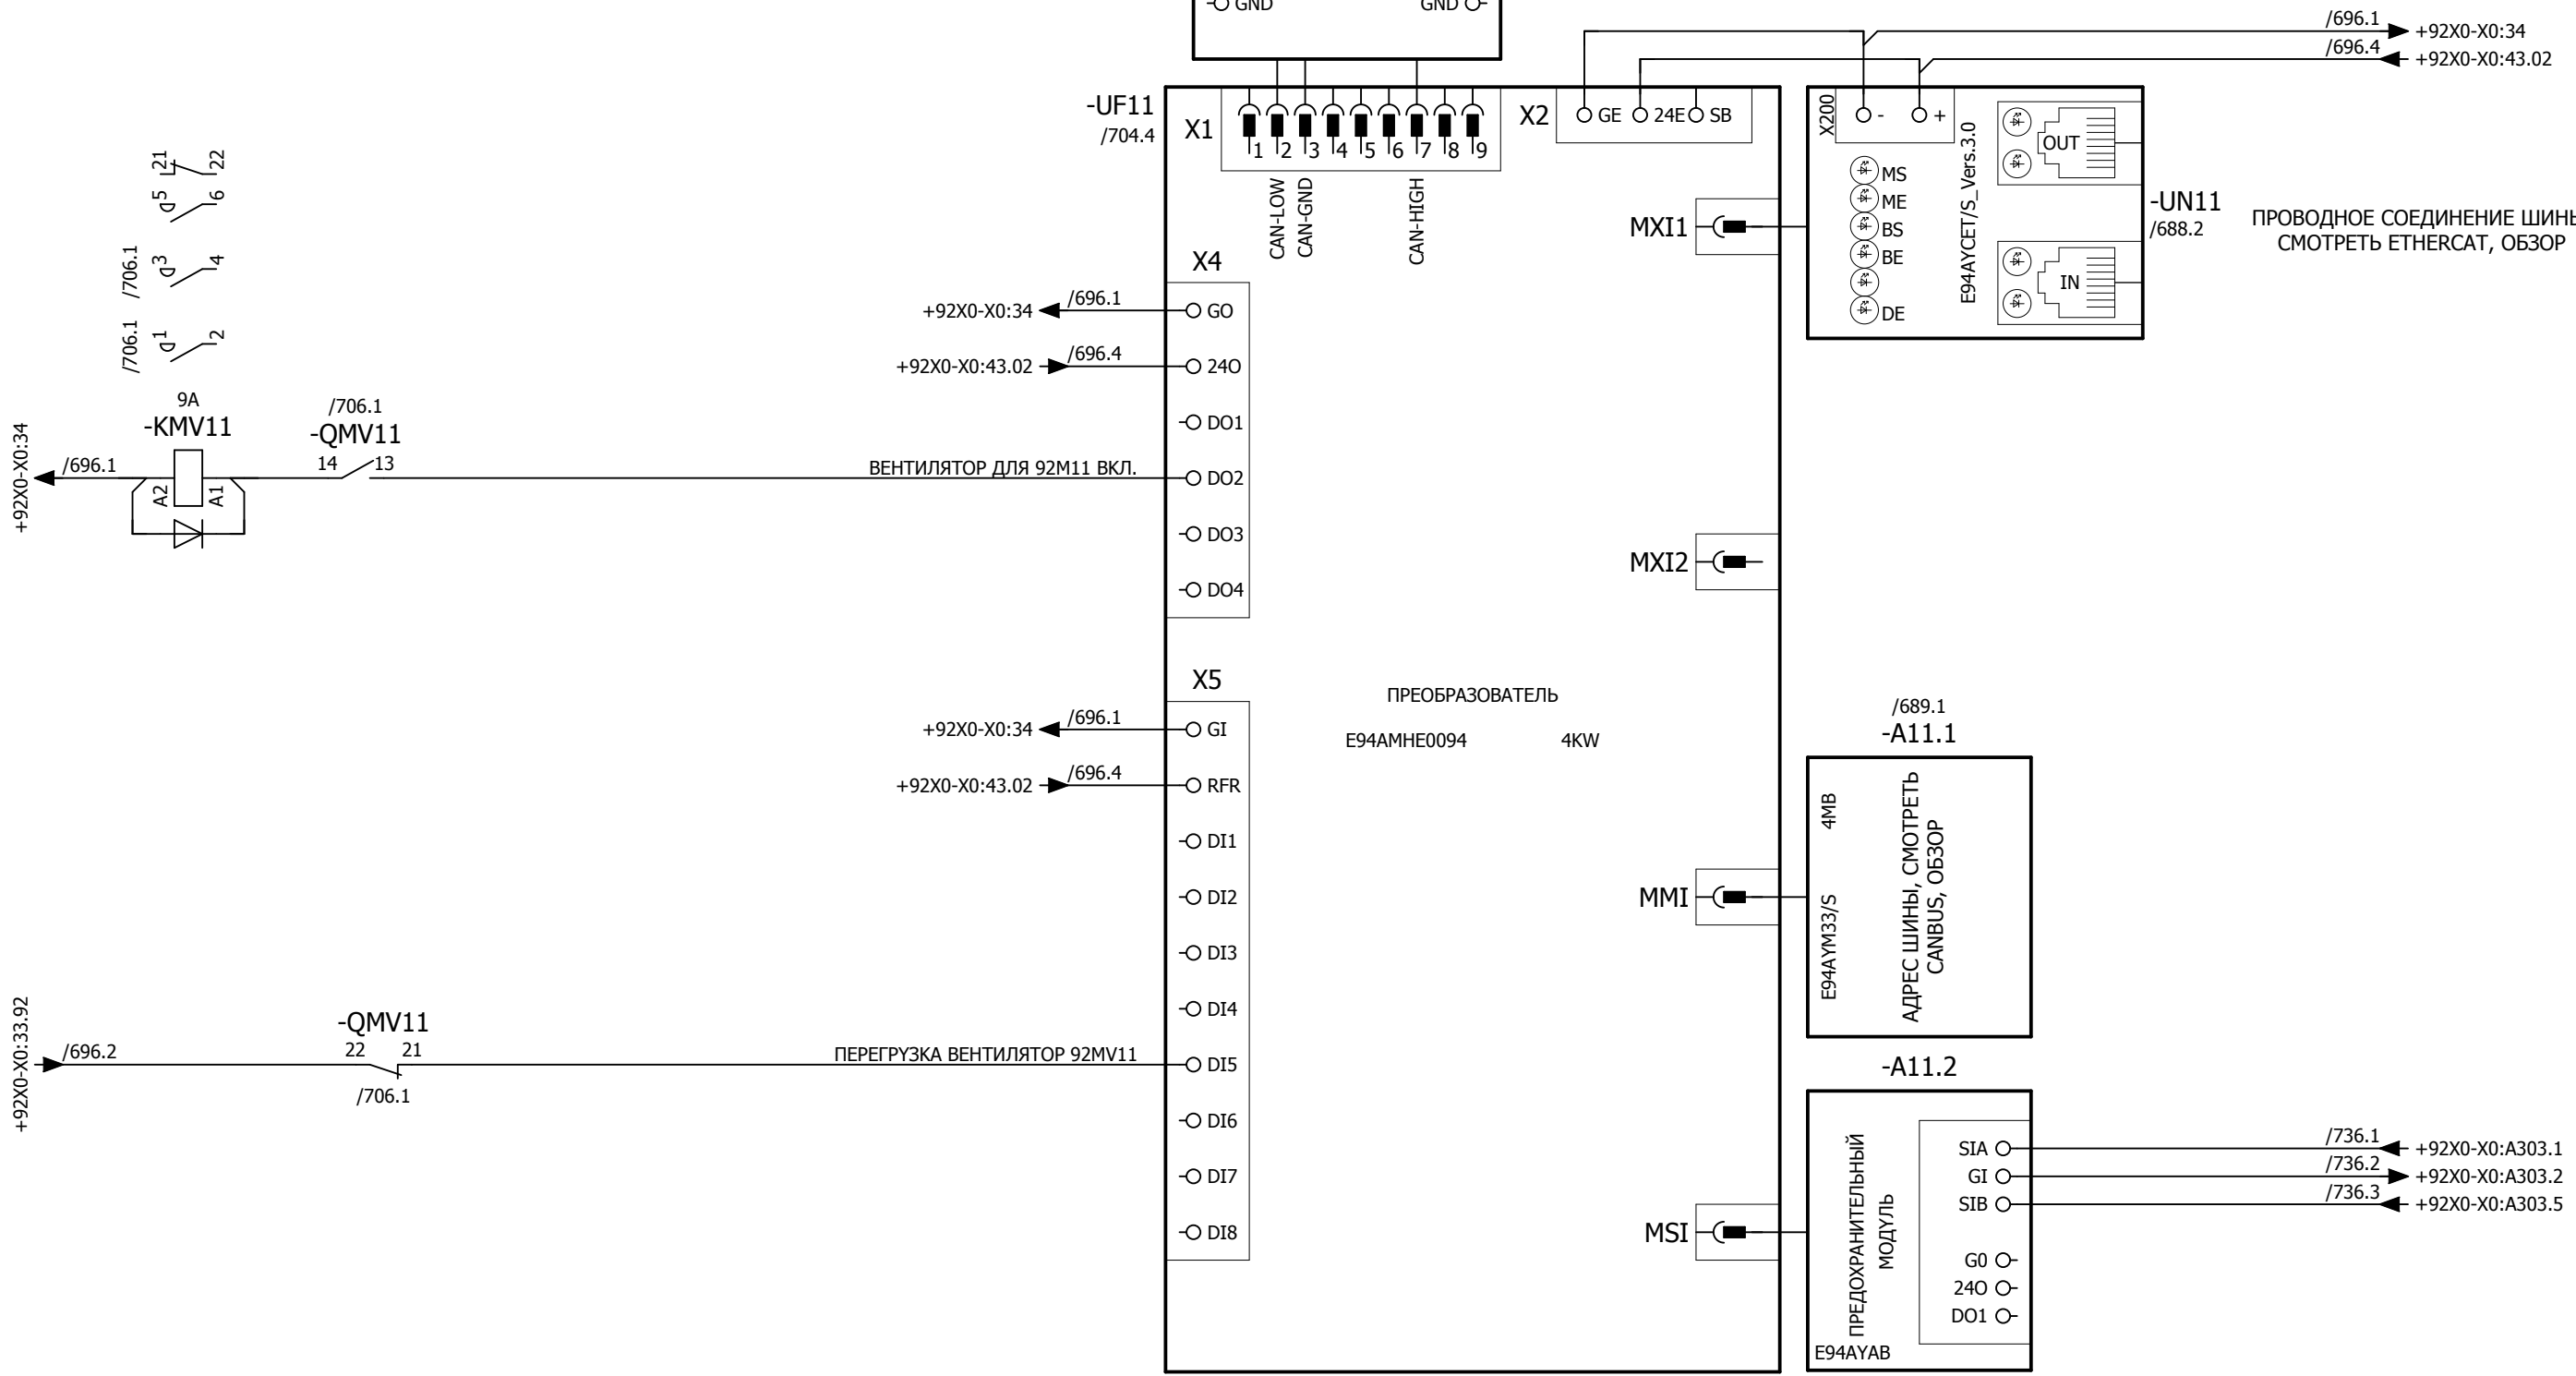 GND
GND
/696.1
+92X0-X0:34
/696.4
+92X0-X0:43.02
-UF11
/704.4
X1
1
2
3
4
5
6
7
8
9
CAN-LOW
CAN-GND
CAN-HIGH
X2
GE
24E
SB
X200
-
+
E94AYCET/S_Vers.3.0
OUT
IN
MS
ME
BS
BE
DE
-UN11
/688.2
ПРОВОДНОЕ СОЕДИНЕНИЕ ШИНЫ
СМОТРЕТЬ ETHERCAT, ОБЗОР
MXI1
MXI2
MMI
MSI
21
22
5
6
/706.1
3
4
/706.1
1
2
9A
-KMV11
A2
A1
/706.1
-QMV11
14
13
+92X0-X0:34
/696.1
ВЕНТИЛЯТОР ДЛЯ 92M11 ВКЛ.
X4
+92X0-X0:34
/696.1
GO
+92X0-X0:43.02
/696.4
24O
DO1
DO2
DO3
DO4
X5
+92X0-X0:34
/696.1
GI
+92X0-X0:43.02
/696.4
RFR
DI1
DI2
DI3
DI4
DI5
DI6
DI7
DI8
ПРЕОБРАЗОВАТЕЛЬ
E94AMHE0094 4KW
+92X0-X0:33.92
/696.2
-QMV11
22
21
/706.1
ПЕРЕГРУЗКА ВЕНТИЛЯТОР 92MV11
/689.1
-A11.1
E94AYM33/S 4MB
АДРЕС ШИНЫ, СМОТРЕТЬ
CANBUS, ОБЗОР
-A11.2
ПРЕДОХРАНИТЕЛЬНЫЙ
МОДУЛЬ
E94AYAB
SIA
GI
SIB
G0
24O
DO1
/736.1
+92X0-X0:A303.1
/736.2
+92X0-X0:A303.2
/736.3
+92X0-X0:A303.5